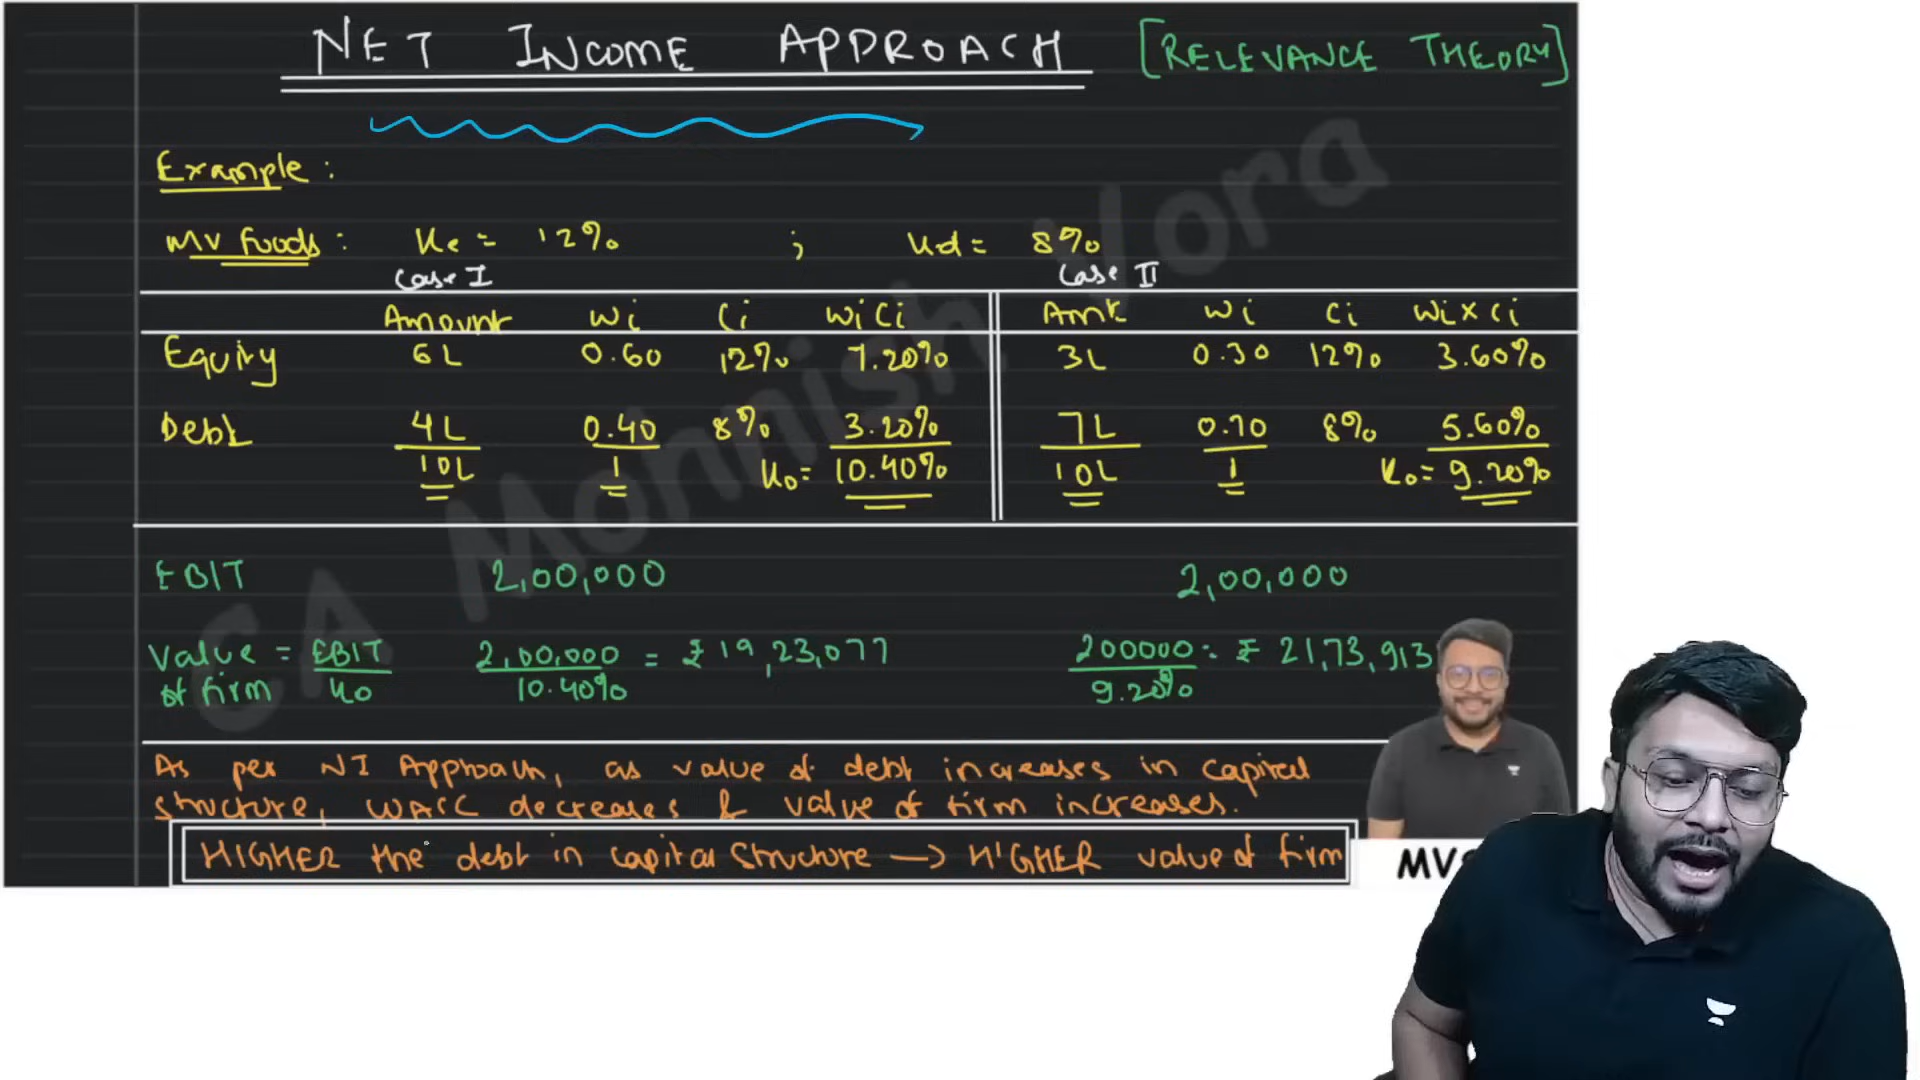 NET INCOME APPROACH [RELEVANCE THEORY]
Example :
MV Foods : Ke = 12% ; Kd = 8%
Case I Case II
Amount Wi Ci WiCi Amt Wi Ci Wi x Ci
Equity 6L 0.60 12% 7.20% 3L 0.30 12% 3.60%
Debt 4L 0.40 8% 3.20% 7L 0.70 8% 5.60%
10L 1 Ko = 10.40% 10L 1 Ko = 9.20%
EBIT 2,00,000 2,00,000
Value of firm = EBIT / Ko 2,00,000 / 10.40% = ₹ 19,23,077 200000 / 9.20% = ₹ 21,73,913
As per NI Approach, as value of debt increases in capital
structure, WACC decreases & value of firm increases.
HIGHER the debt in capital structure → HIGHER value of firm
CA Monnish Vora
MVS